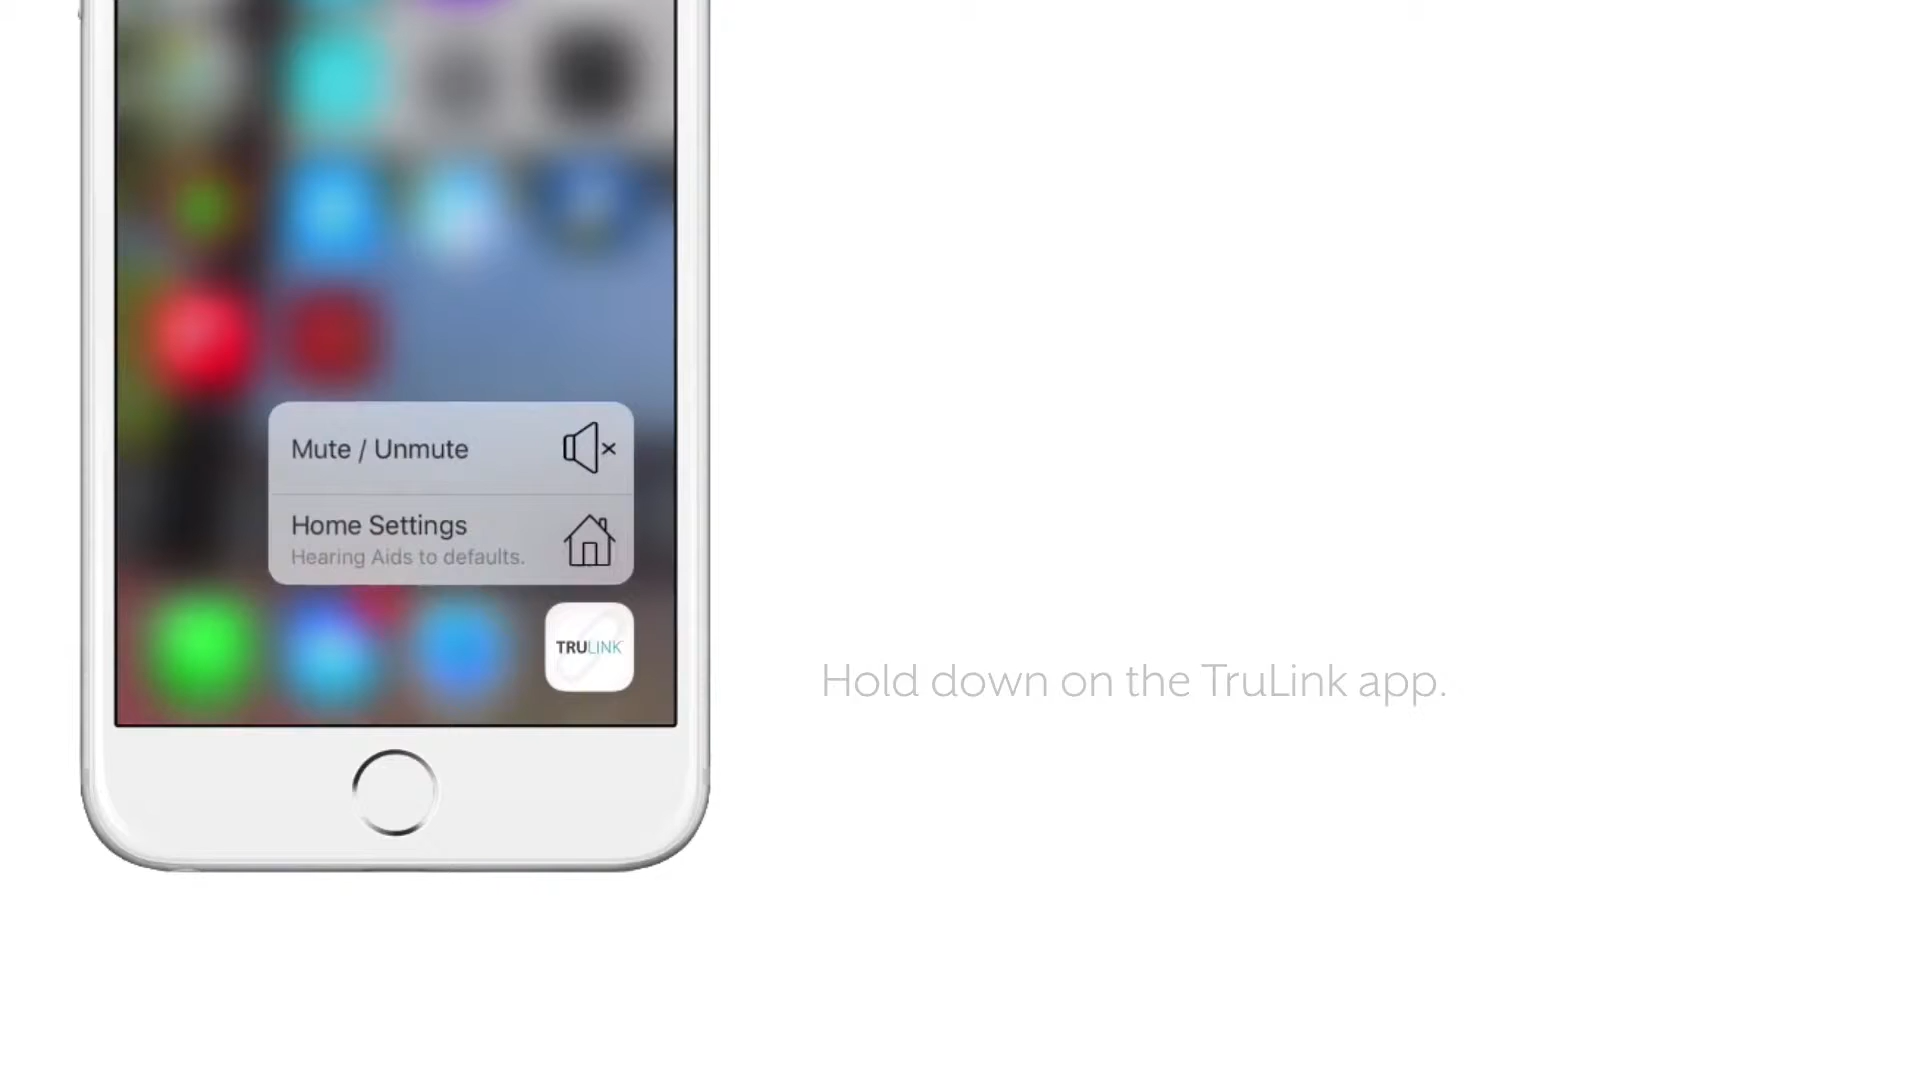 Mute / Unmute
Home Settings
Hearing Aids to defaults.
TRULINK
Hold down on the TruLink app.